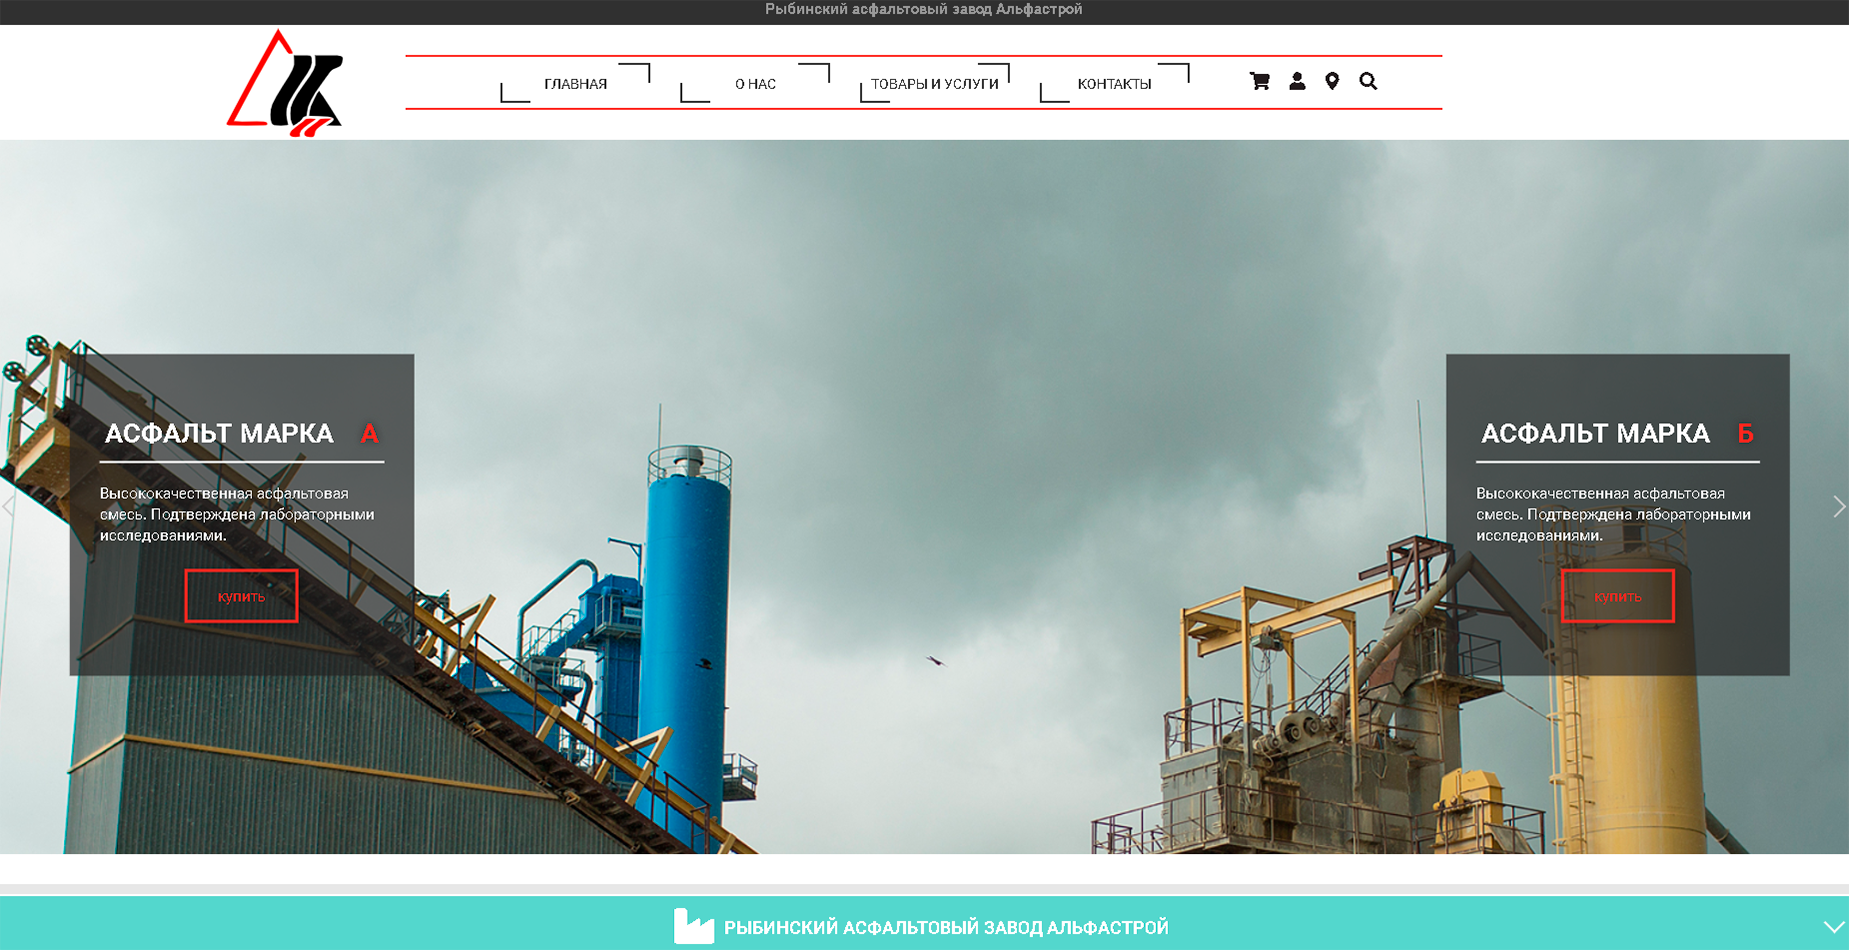 Рыбинский асфальтовый завод Альфастрой
ГЛАВНАЯ
О НАС
ТОВАРЫ И УСЛУГИ
КОНТАКТЫ
АСФАЛЬТ МАРКА А
Высококачественная асфальтовая
смесь. Подтверждена лабораторными
исследованиями.
купить
АСФАЛЬТ МАРКА Б
Высококачественная асфальтовая
смесь. Подтверждена лабораторными
исследованиями.
купить
РЫБИНСКИЙ АСФАЛЬТОВЫЙ ЗАВОД АЛЬФАСТРОЙ